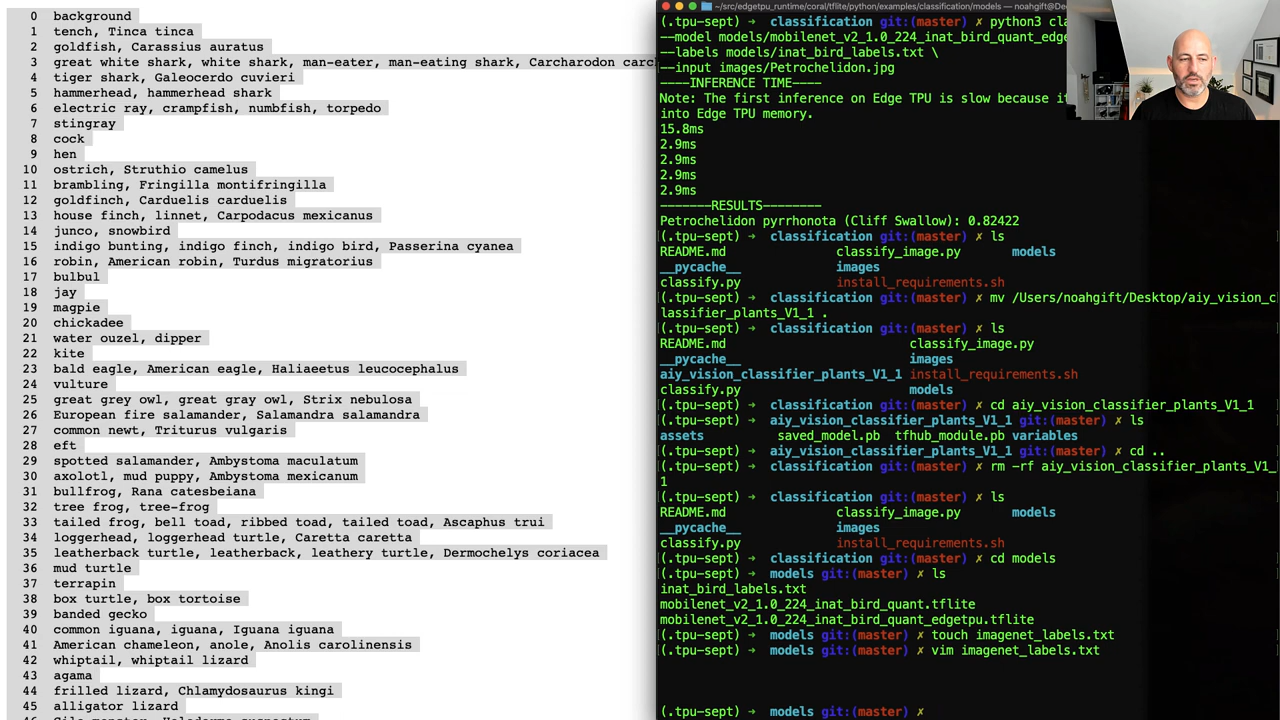 0 background
1 tench, Tinca tinca
2 goldfish, Carassius auratus
3 great white shark, white shark, man-eater, man-eating shark, Carcharodon carc
4 tiger shark, Galeocerdo cuvieri
5 hammerhead, hammerhead shark
6 electric ray, crampfish, numbfish, torpedo
7 stingray
8 cock
9 hen
10 ostrich, Struthio camelus
11 brambling, Fringilla montifringilla
12 goldfinch, Carduelis carduelis
13 house finch, linnet, Carpodacus mexicanus
14 junco, snowbird
15 indigo bunting, indigo finch, indigo bird, Passerina cyanea
16 robin, American robin, Turdus migratorius
17 bulbul
18 jay
19 magpie
20 chickadee
21 water ouzel, dipper
22 kite
23 bald eagle, American eagle, Haliaeetus leucocephalus
24 vulture
25 great grey owl, great gray owl, Strix nebulosa
26 European fire salamander, Salamandra salamandra
27 common newt, Triturus vulgaris
28 eft
29 spotted salamander, Ambystoma maculatum
30 axolotl, mud puppy, Ambystoma mexicanum
31 bullfrog, Rana catesbeiana
32 tree frog, tree-frog
33 tailed frog, bell toad, ribbed toad, tailed toad, Ascaphus trui
34 loggerhead, loggerhead turtle, Caretta caretta
35 leatherback turtle, leatherback, leathery turtle, Dermochelys coriacea
36 mud turtle
37 terrapin
38 box turtle, box tortoise
39 banded gecko
40 common iguana, iguana, Iguana iguana
41 American chameleon, anole, Anolis carolinensis
42 whiptail, whiptail lizard
43 agama
44 frilled lizard, Chlamydosaurus kingi
45 alligator lizard
~/src/edgetpu_runtime/coral/tflite/python/examples/classification/models — noahgift@De
(.tpu-sept) → classification git:(master) ✗ python3 cla
--model models/mobilenet_v2_1.0_224_inat_bird_quant_edge
--labels models/inat_bird_labels.txt \
--input images/Petrochelidon.jpg
----INFERENCE TIME----
Note: The first inference on Edge TPU is slow because it
into Edge TPU memory.
15.8ms
2.9ms
2.9ms
2.9ms
2.9ms
-------RESULTS--------
Petrochelidon pyrrhonota (Cliff Swallow): 0.82422
(.tpu-sept) → classification git:(master) ✗ ls
README.md classify_image.py models
__pycache__ images
classify.py install_requirements.sh
(.tpu-sept) → classification git:(master) ✗ mv /Users/noahgift/Desktop/aiy_vision_c
lassifier_plants_V1_1 .
(.tpu-sept) → classification git:(master) ✗ ls
README.md classify_image.py
__pycache__ images
aiy_vision_classifier_plants_V1_1 install_requirements.sh
classify.py models
(.tpu-sept) → classification git:(master) ✗ cd aiy_vision_classifier_plants_V1_1
(.tpu-sept) → aiy_vision_classifier_plants_V1_1 git:(master) ✗ ls
assets saved_model.pb tfhub_module.pb variables
(.tpu-sept) → aiy_vision_classifier_plants_V1_1 git:(master) ✗ cd ..
(.tpu-sept) → classification git:(master) ✗ rm -rf aiy_vision_classifier_plants_V1_
1
(.tpu-sept) → classification git:(master) ✗ ls
README.md classify_image.py models
__pycache__ images
classify.py install_requirements.sh
(.tpu-sept) → classification git:(master) ✗ cd models
(.tpu-sept) → models git:(master) ✗ ls
inat_bird_labels.txt
mobilenet_v2_1.0_224_inat_bird_quant.tflite
mobilenet_v2_1.0_224_inat_bird_quant_edgetpu.tflite
(.tpu-sept) → models git:(master) ✗ touch imagenet_labels.txt
(.tpu-sept) → models git:(master) ✗ vim imagenet_labels.txt
(.tpu-sept) → models git:(master) ✗